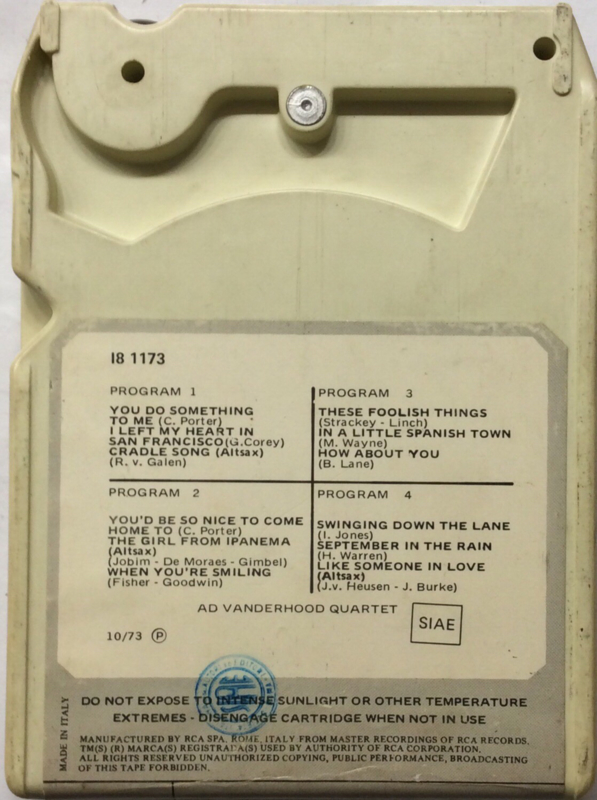 I8 1173
PROGRAM 1
YOU DO SOMETHING
TO ME (C. Porter)
I LEFT MY HEART IN
SAN FRANCISCO(G.Corey)
CRADLE SONG (Altsax)
(R. v. Galen)
PROGRAM 3
THESE FOOLISH THINGS
(Strackey - Linch)
IN A LITTLE SPANISH TOWN
(M. Wayne)
HOW ABOUT YOU
(B. Lane)
PROGRAM 2
YOU'D BE SO NICE TO COME
HOME TO (C. Porter)
THE GIRL FROM IPANEMA
(Altsax)
(Jobim - De Moraes - Gimbel)
WHEN YOU'RE SMILING
(Fisher - Goodwin)
PROGRAM 4
SWINGING DOWN THE LANE
(I. Jones)
SEPTEMBER IN THE RAIN
(H. Warren)
LIKE SOMEONE IN LOVE
(Altsax)
(J.v. Heusen - J. Burke)
AD VANDERHOOD QUARTET
SIAE
10/73 Ⓟ
DO NOT EXPOSE TO INTENSE SUNLIGHT OR OTHER TEMPERATURE
EXTREMES - DISENGAGE CARTRIDGE WHEN NOT IN USE
MADE IN ITALY
MANUFACTURED BY RCA SPA, ROME, ITALY FROM MASTER RECORDINGS OF RCA RECORDS.
TM(S) (R) MARCA(S) REGISTRADA(S) USED BY AUTHORITY OF RCA CORPORATION.
ALL RIGHTS RESERVED UNAUTHORIZED COPYING, PUBLIC PERFORMANCE, BROADCASTING
OF THIS TAPE FORBIDDEN.